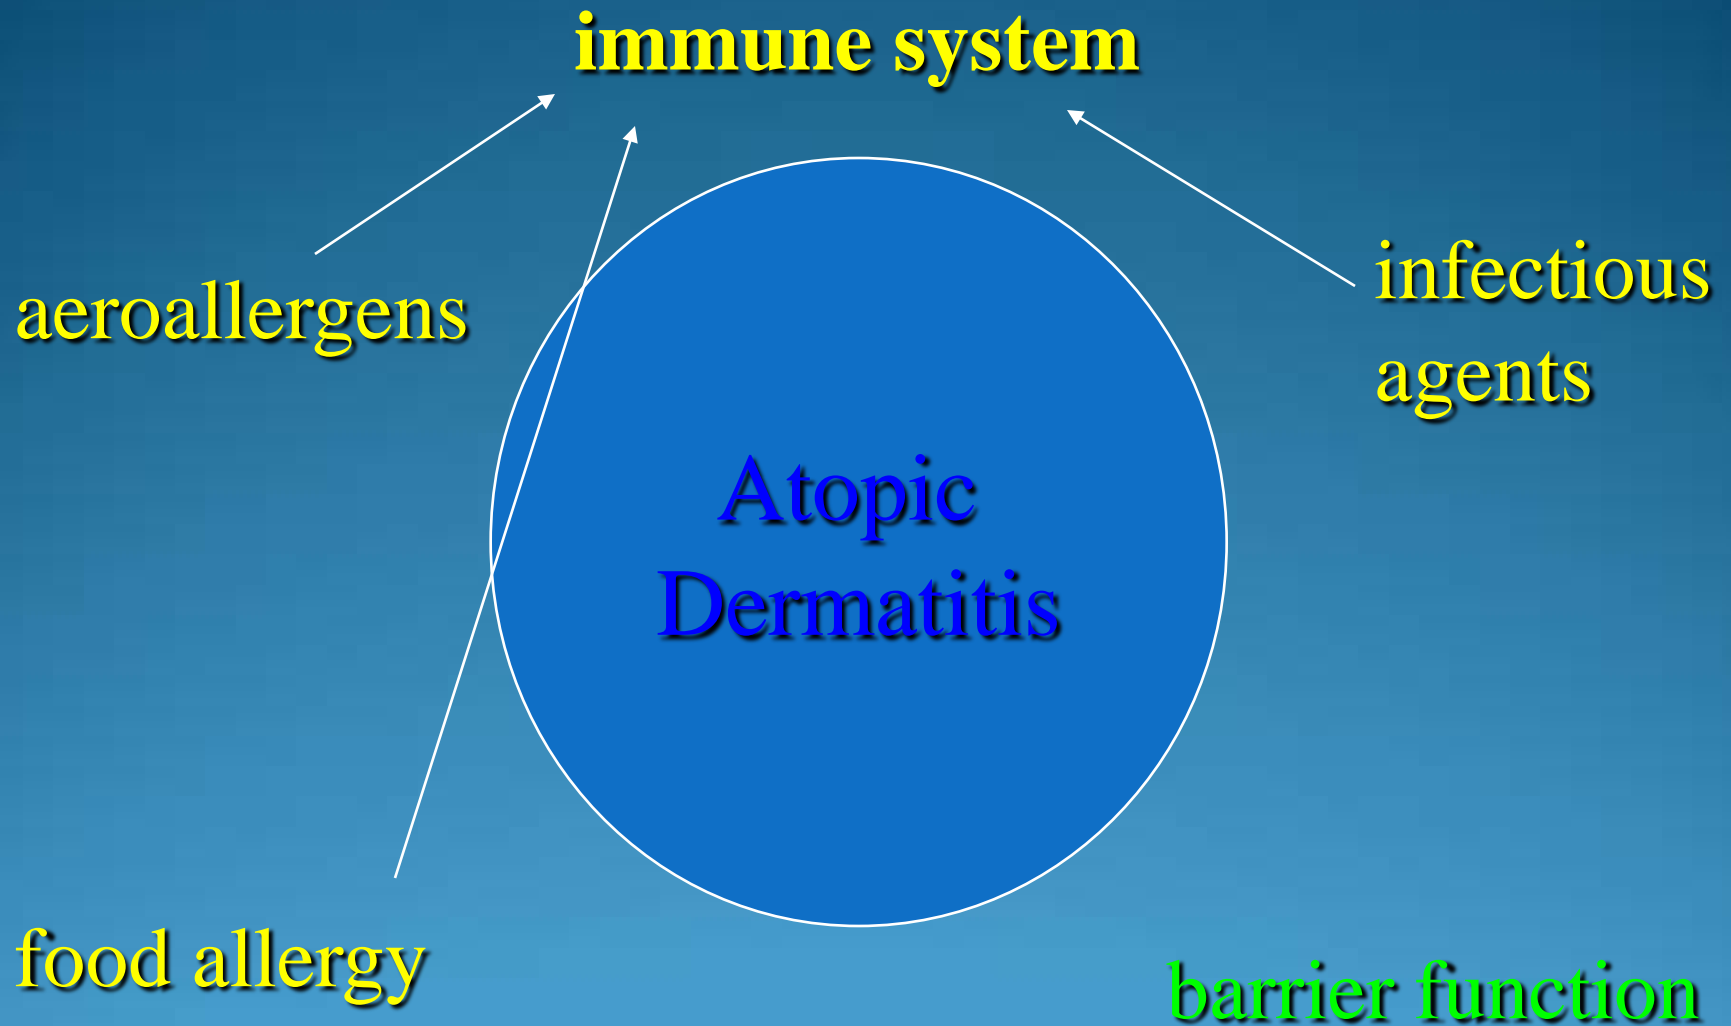 immune system
aeroallergens
infectious
agents
Atopic
Dermatitis
food allergy
barrier function